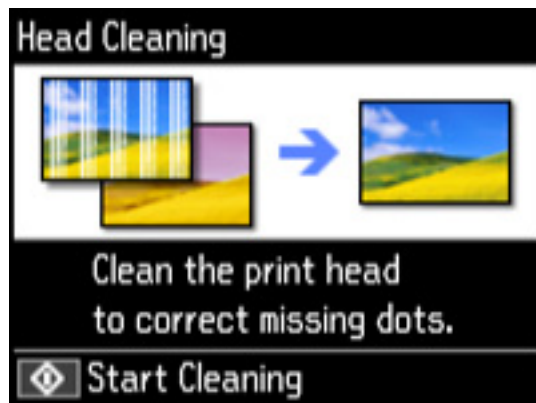 Head Cleaning
Clean the print head
to correct missing dots.
Start Cleaning